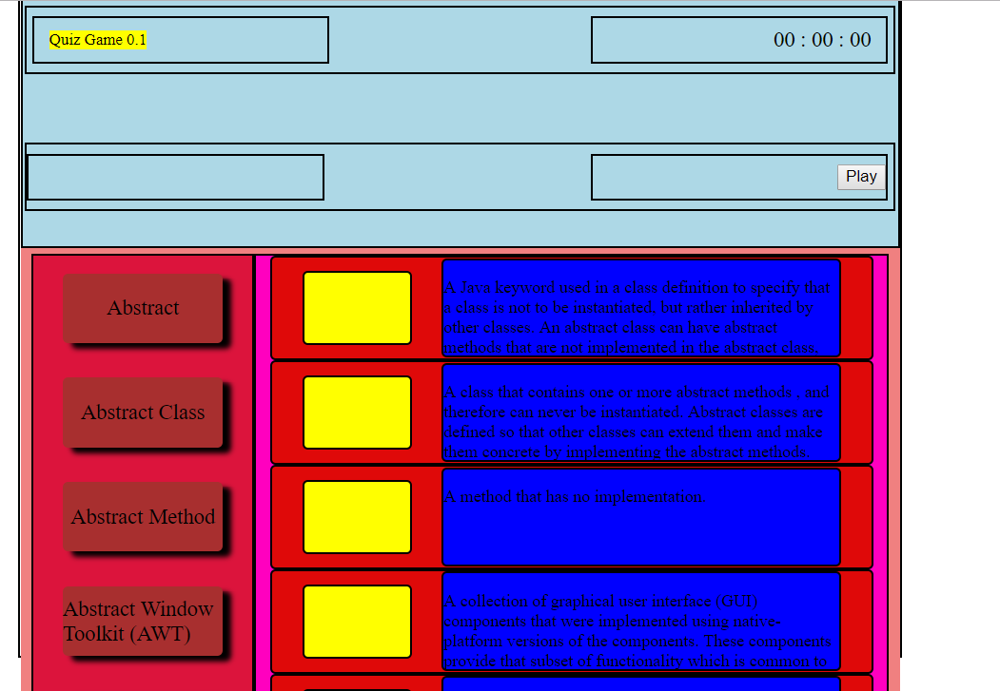 Quiz Game 0.1
00 : 00 : 00
Play
Abstract
A Java keyword used in a class definition to specify that
a class is not to be instantiated, but rather inherited by
other classes. An abstract class can have abstract
methods that are not implemented in the abstract class.
Abstract Class
A class that contains one or more abstract methods , and
therefore can never be instantiated. Abstract classes are
defined so that other classes can extend them and make
them concrete by implementing the abstract methods.
Abstract Method
A method that has no implementation.
Abstract Window
Toolkit (AWT)
A collection of graphical user interface (GUI)
components that were implemented using native-
platform versions of the components. These components
provide that subset of functionality which is common to